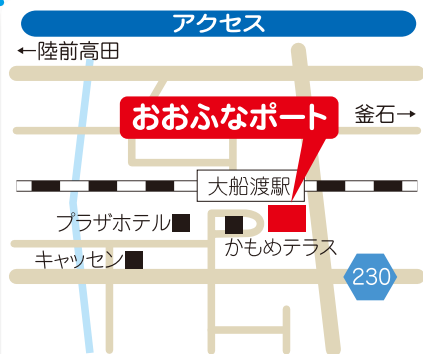 アクセス
←陸前高田
おおふなポート
釜石→
大船渡駅
プラザホテル
かもめテラス
キャッセン
230